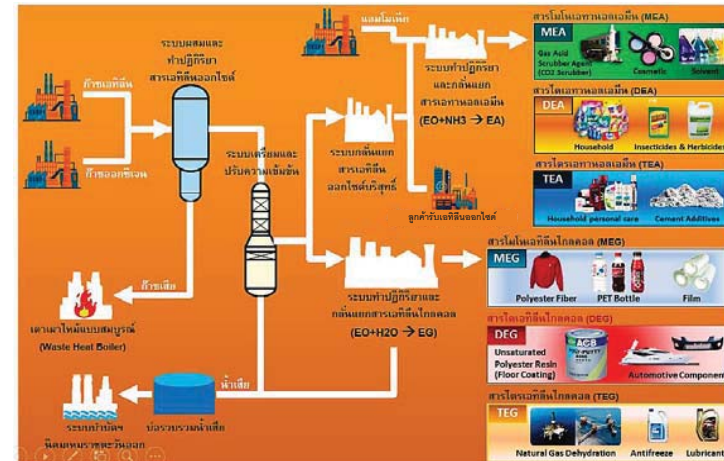 แอมโมเนีย
ระบบผสมและ
ทำปฏิกิริยา
สารเอทิลีนออกไซด์
ก๊าซเอทิลีน
ก๊าซออกซิเจน
ระบบเตรียมและ
ปรับความเข้มข้น
ระบบทำปฏิกิริยา
และกลั่นแยก
สารเอทานอลเอมีน
(EO+NH3 → EA)
ระบบกลั่นแยก
สารเอทิลีน
ออกไซด์บริสุทธิ์
ลูกค้ารับเอทิลีนออกไซด์
ระบบทำปฏิกิริยาและ
กลั่นแยกสารเอทิลีนไกลคอล
(EO+H2O → EG)
ก๊าซเสีย
เตาเผาไหม้แบบสมบูรณ์
(Waste Heat Boiler)
น้ำเสีย
บ่อรวบรวมน้ำเสีย
ระบบบำบัดฯ
นิคมเหมราชตะวันออก
สารโมโนเอทานอลเอมีน (MEA)
MEA
Gas Acid
Scrubber Agent
(CO2 Scrubber)
Cosmetic
Solvent
สารไดเอทานอลเอมีน (DEA)
DEA
Household
Insecticides & Herbicides
สารไตรเอทานอลเอมีน (TEA)
TEA
Household personal care
Cement Additives
สารโมโนเอทิลีนไกลคอล (MEG)
MEG
Polyester Fiber
PET Bottle
Film
สารไดเอทิลีนไกลคอล (DEG)
DEG
Unsaturated
Polyester Resin
(Floor Coating)
ACB
POLY-PUTTY
Automotive Component
สารไตรเอทิลีนไกลคอล (TEG)
TEG
Natural Gas Dehydration
Antifreeze
Lubricant